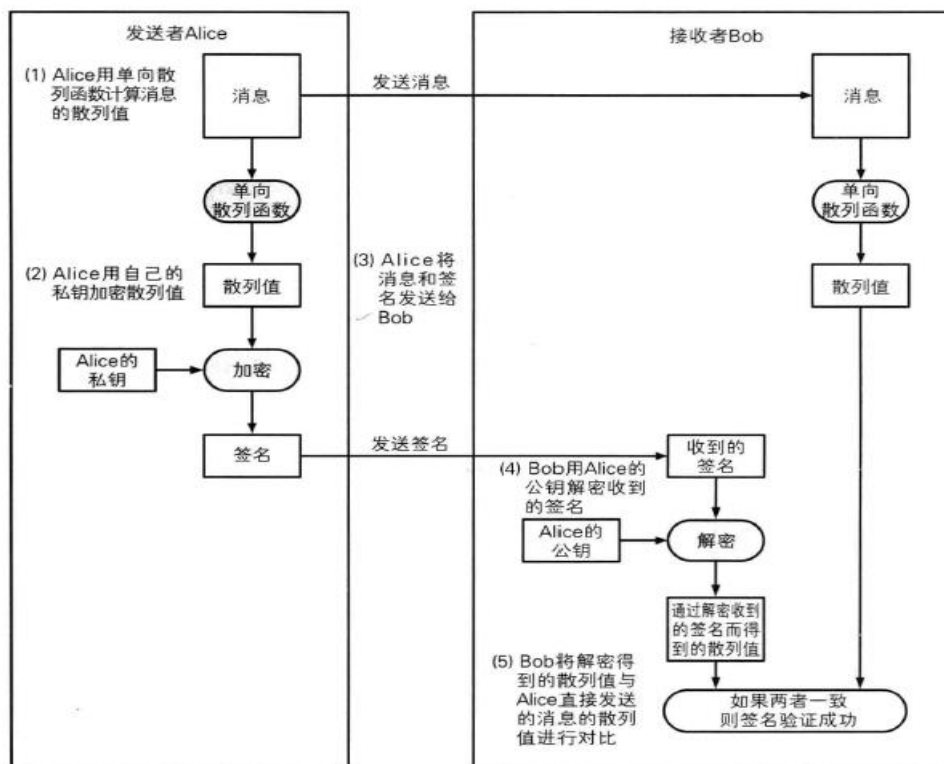 发送者Alice
接收者Bob
(1) Alice用单向散
列函数计算消息
的散列值
消息
发送消息
消息
单向
散列函数
单向
散列函数
(2) Alice用自己的
私钥加密散列值
散列值
(3) Alice将
消息和签
名发送给
Bob
散列值
Alice的
私钥
加密
签名
发送签名
收到的
签名
(4) Bob用Alice的
公钥解密收到
的签名
Alice的
公钥
解密
通过解密收到
的签名而得
到的散列值
(5) Bob将解密得
到的散列值与
Alice直接发送
的消息的散列
值进行对比
如果两者一致
则签名验证成功